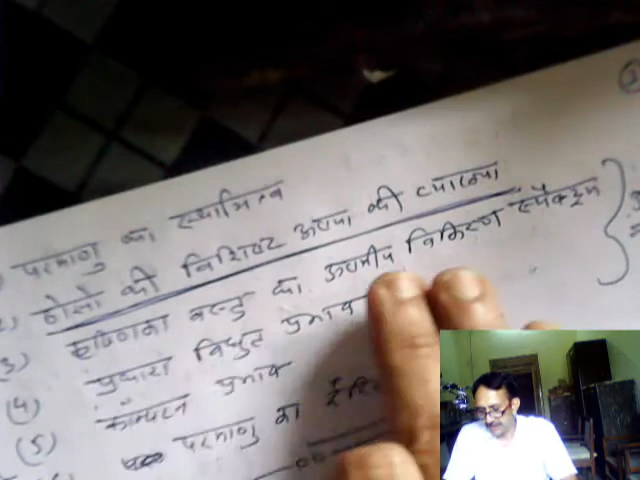 परमाणु का स्थायित्व
2) ठोसों की विशिष्ट ऊष्मा की व्याख्या
(3) कृष्णिका वस्तु का ऊष्मीय विकिरण स्पैक्ट्रम
(4) प्रकाश विधुत प्रभाव
(5) कॉम्पटन प्रभाव
परमाणु का